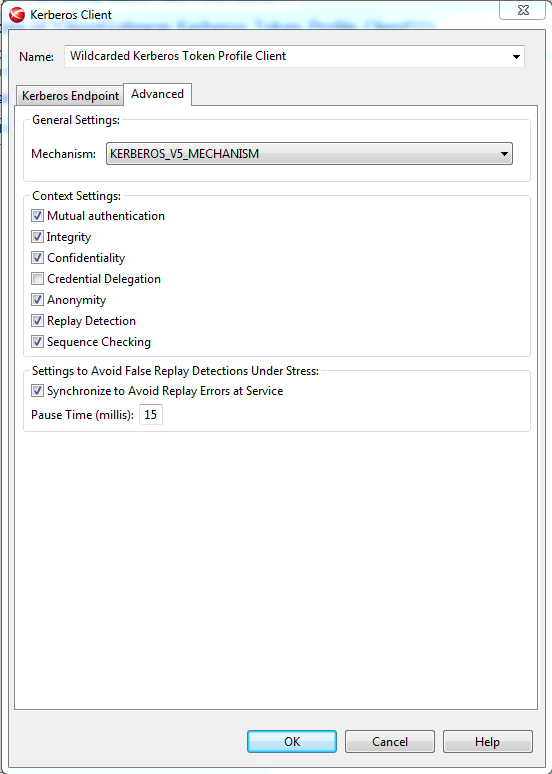 Kerberos Client
Name: Wildcarded Kerberos Token Profile Client
Kerberos Endpoint Advanced
General Settings:
Mechanism: KERBEROS_V5_MECHANISM
Context Settings:
Mutual authentication
Integrity
Confidentiality
Credential Delegation
Anonymity
Replay Detection
Sequence Checking
Settings to Avoid False Replay Detections Under Stress:
Synchronize to Avoid Replay Errors at Service
Pause Time (millis): 15
OK Cancel Help